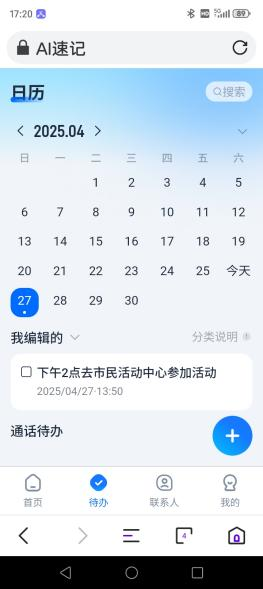 17:20 HD 5G 89
AI速记
日历 搜索
2025.04
日 一 二 三 四 五 六
1 2 3 4 5
6 7 8 9 10 11 12
13 14 15 16 17 18 19
20 21 22 23 24 25 今天
27 28 29 30
我编辑的 分类说明
下午2点去市民活动中心参加活动
2025/04/27·13:50
通话待办
首页 待办 联系人 我的
4